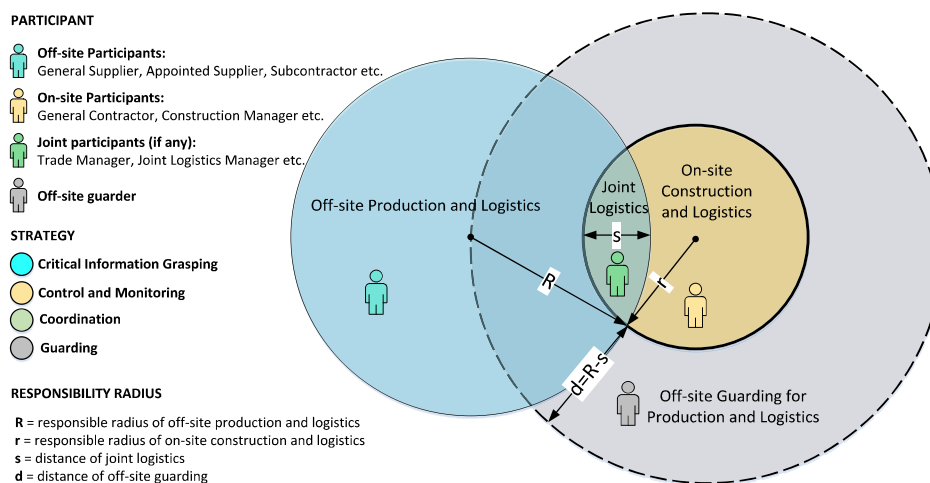 PARTICIPANT
Off-site Participants:
General Supplier, Appointed Supplier, Subcontractor etc.
On-site Participants:
General Contractor, Construction Manager etc.
Joint participants (if any):
Trade Manager, Joint Logistics Manager etc.
Off-site guarder
STRATEGY
Critical Information Grasping
Control and Monitoring
Coordination
Guarding
RESPONSIBILITY RADIUS
R = responsible radius of off-site production and logistics
r = responsible radius of on-site construction and logistics
s = distance of joint logistics
d = distance of off-site guarding
Off-site Production and Logistics
Joint
Logistics
On-site
Construction
and Logistics
s
R
r
d=R-s
Off-site Guarding for
Production and Logistics